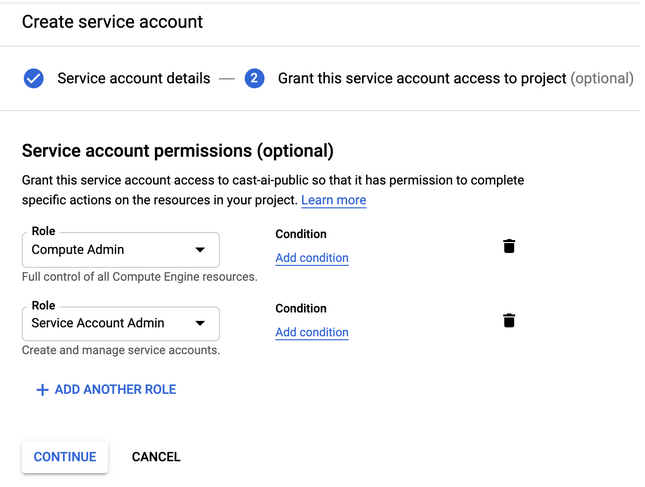 Create service account
Service account details — 2 Grant this service account access to project (optional)
Service account permissions (optional)
Grant this service account access to cast-ai-public so that it has permission to complete
specific actions on the resources in your project. Learn more
Role
Compute Admin
Condition
Add condition
Full control of all Compute Engine resources.
Role
Service Account Admin
Condition
Add condition
Create and manage service accounts.
+ ADD ANOTHER ROLE
CONTINUE CANCEL